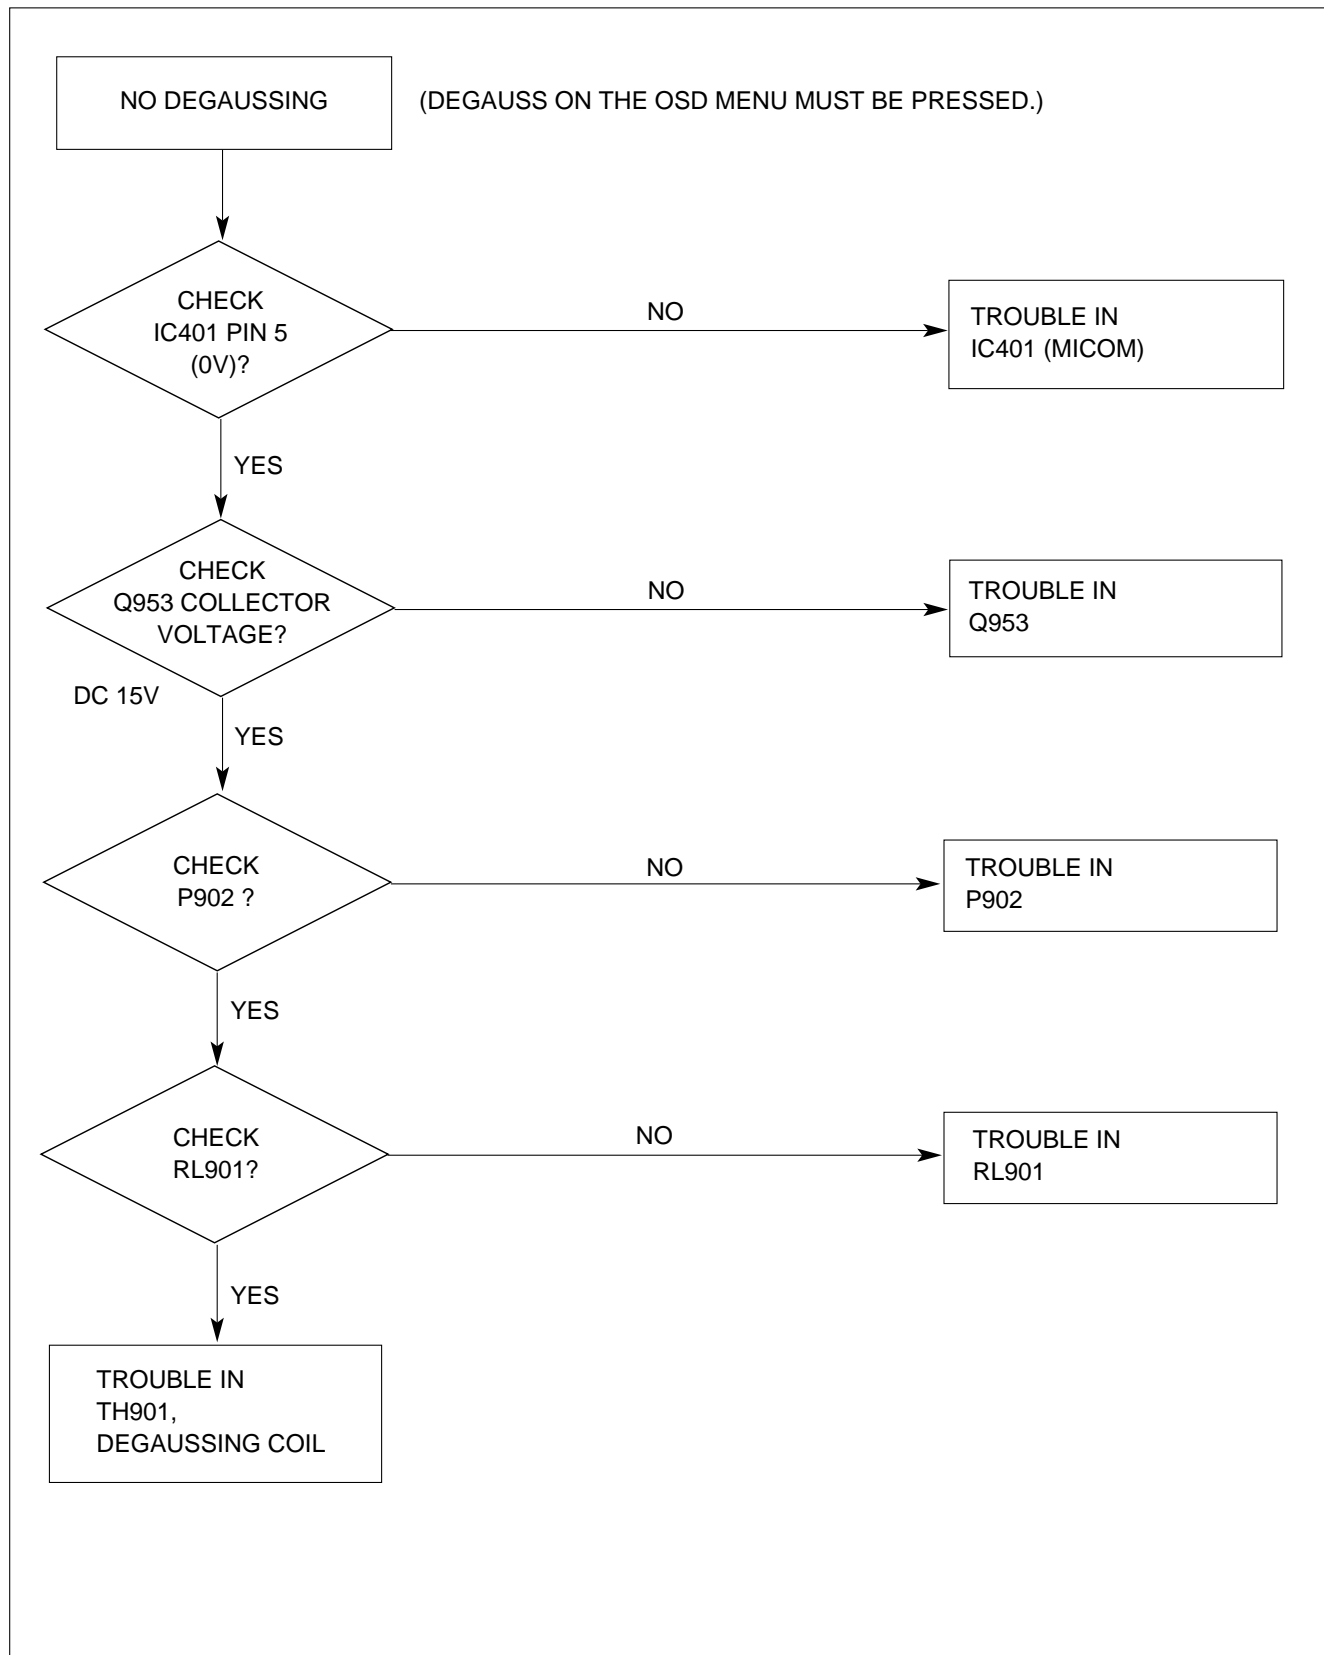 NO DEGAUSSING
(DEGAUSS ON THE OSD MENU MUST BE PRESSED.)
CHECK
IC401 PIN 5
(0V)?
NO
TROUBLE IN
IC401 (MICOM)
YES
CHECK
Q953 COLLECTOR
VOLTAGE?
NO
TROUBLE IN
Q953
DC 15V
YES
CHECK
P902 ?
NO
TROUBLE IN
P902
YES
CHECK
RL901?
NO
TROUBLE IN
RL901
YES
TROUBLE IN
TH901,
DEGAUSSING COIL